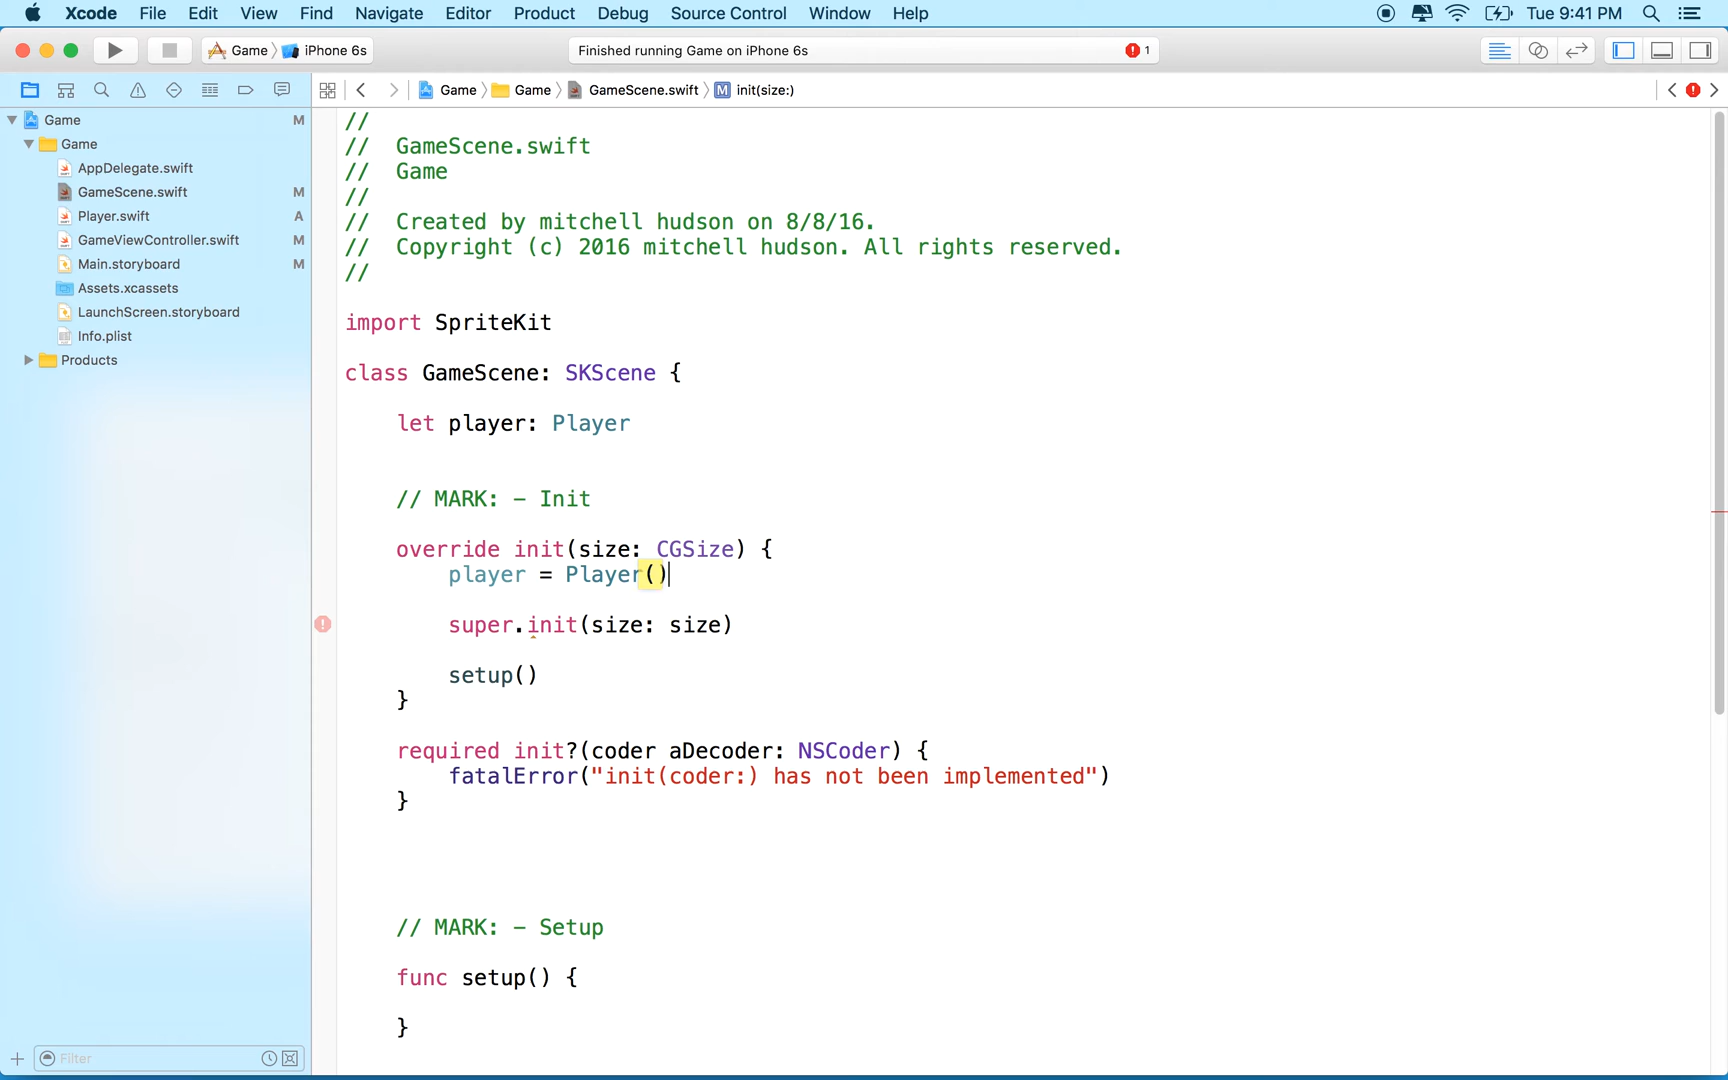 Xcode File Edit View Find Navigate Editor Product Debug Source Control Window Help Tue 9:41 PM
Game iPhone 6s Finished running Game on iPhone 6s 1
Game Game GameScene.swift M init(size:)
Game M
Game
AppDelegate.swift
GameScene.swift M
Player.swift A
GameViewController.swift M
Main.storyboard M
Assets.xcassets
LaunchScreen.storyboard
Info.plist
Products
Filter
//
// GameScene.swift
// Game
//
// Created by mitchell hudson on 8/8/16.
// Copyright (c) 2016 mitchell hudson. All rights reserved.
//
import SpriteKit
class GameScene: SKScene {
let player: Player
// MARK: - Init
override init(size: CGSize) {
player = Player()
super.init(size: size)
setup()
}
required init?(coder aDecoder: NSCoder) {
fatalError("init(coder:) has not been implemented")
}
// MARK: - Setup
func setup() {
}